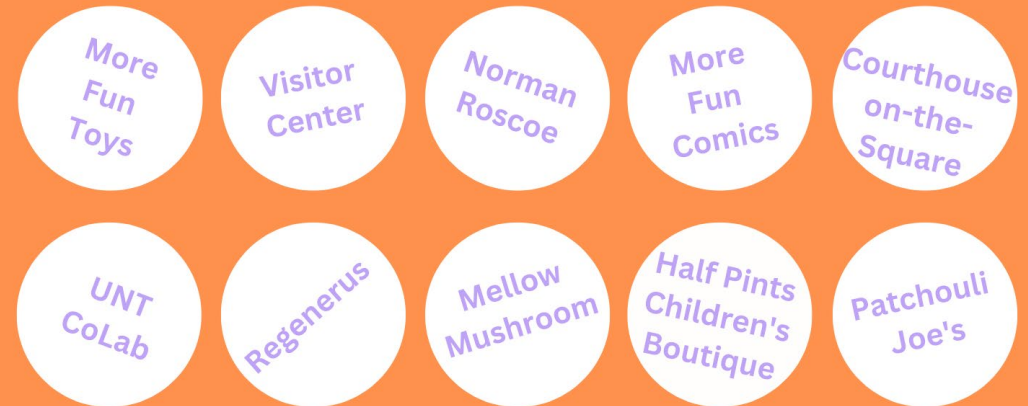 More
Fun
Toys
Visitor
Center
Norman
Roscoe
More
Fun
Comics
Courthouse
on-the-
Square
UNT
CoLab
Regenerus
Mellow
Mushroom
Half Pints
Children's
Boutique
Patchouli
Joe's